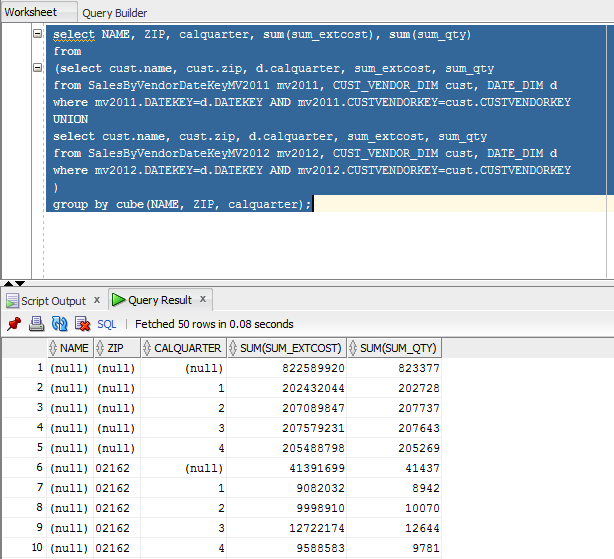 Worksheet Query Builder
select NAME, ZIP, calquarter, sum(sum_extcost), sum(sum_qty)
from
(select cust.name, cust.zip, d.calquarter, sum_extcost, sum_qty
from SalesByVendorDateKeyMV2011 mv2011, CUST_VENDOR_DIM cust, DATE_DIM d
where mv2011.DATEKEY=d.DATEKEY AND mv2011.CUSTVENDORKEY=cust.CUSTVENDORKEY
UNION
select cust.name, cust.zip, d.calquarter, sum_extcost, sum_qty
from SalesByVendorDateKeyMV2012 mv2012, CUST_VENDOR_DIM cust, DATE_DIM d
where mv2012.DATEKEY=d.DATEKEY AND mv2012.CUSTVENDORKEY=cust.CUSTVENDORKEY
)
group by cube(NAME, ZIP, calquarter);
Script Output x Query Result x
SQL | Fetched 50 rows in 0.08 seconds
NAME ZIP CALQUARTER SUM(SUM_EXTCOST) SUM(SUM_QTY)
1 (null) (null) (null) 822589920 823377
2 (null) (null) 1 202432044 202728
3 (null) (null) 2 207089847 207737
4 (null) (null) 3 207579231 207643
5 (null) (null) 4 205488798 205269
6 (null) 02162 (null) 41391699 41437
7 (null) 02162 1 9082032 8942
8 (null) 02162 2 9998910 10070
9 (null) 02162 3 12722174 12644
10 (null) 02162 4 9588583 9781